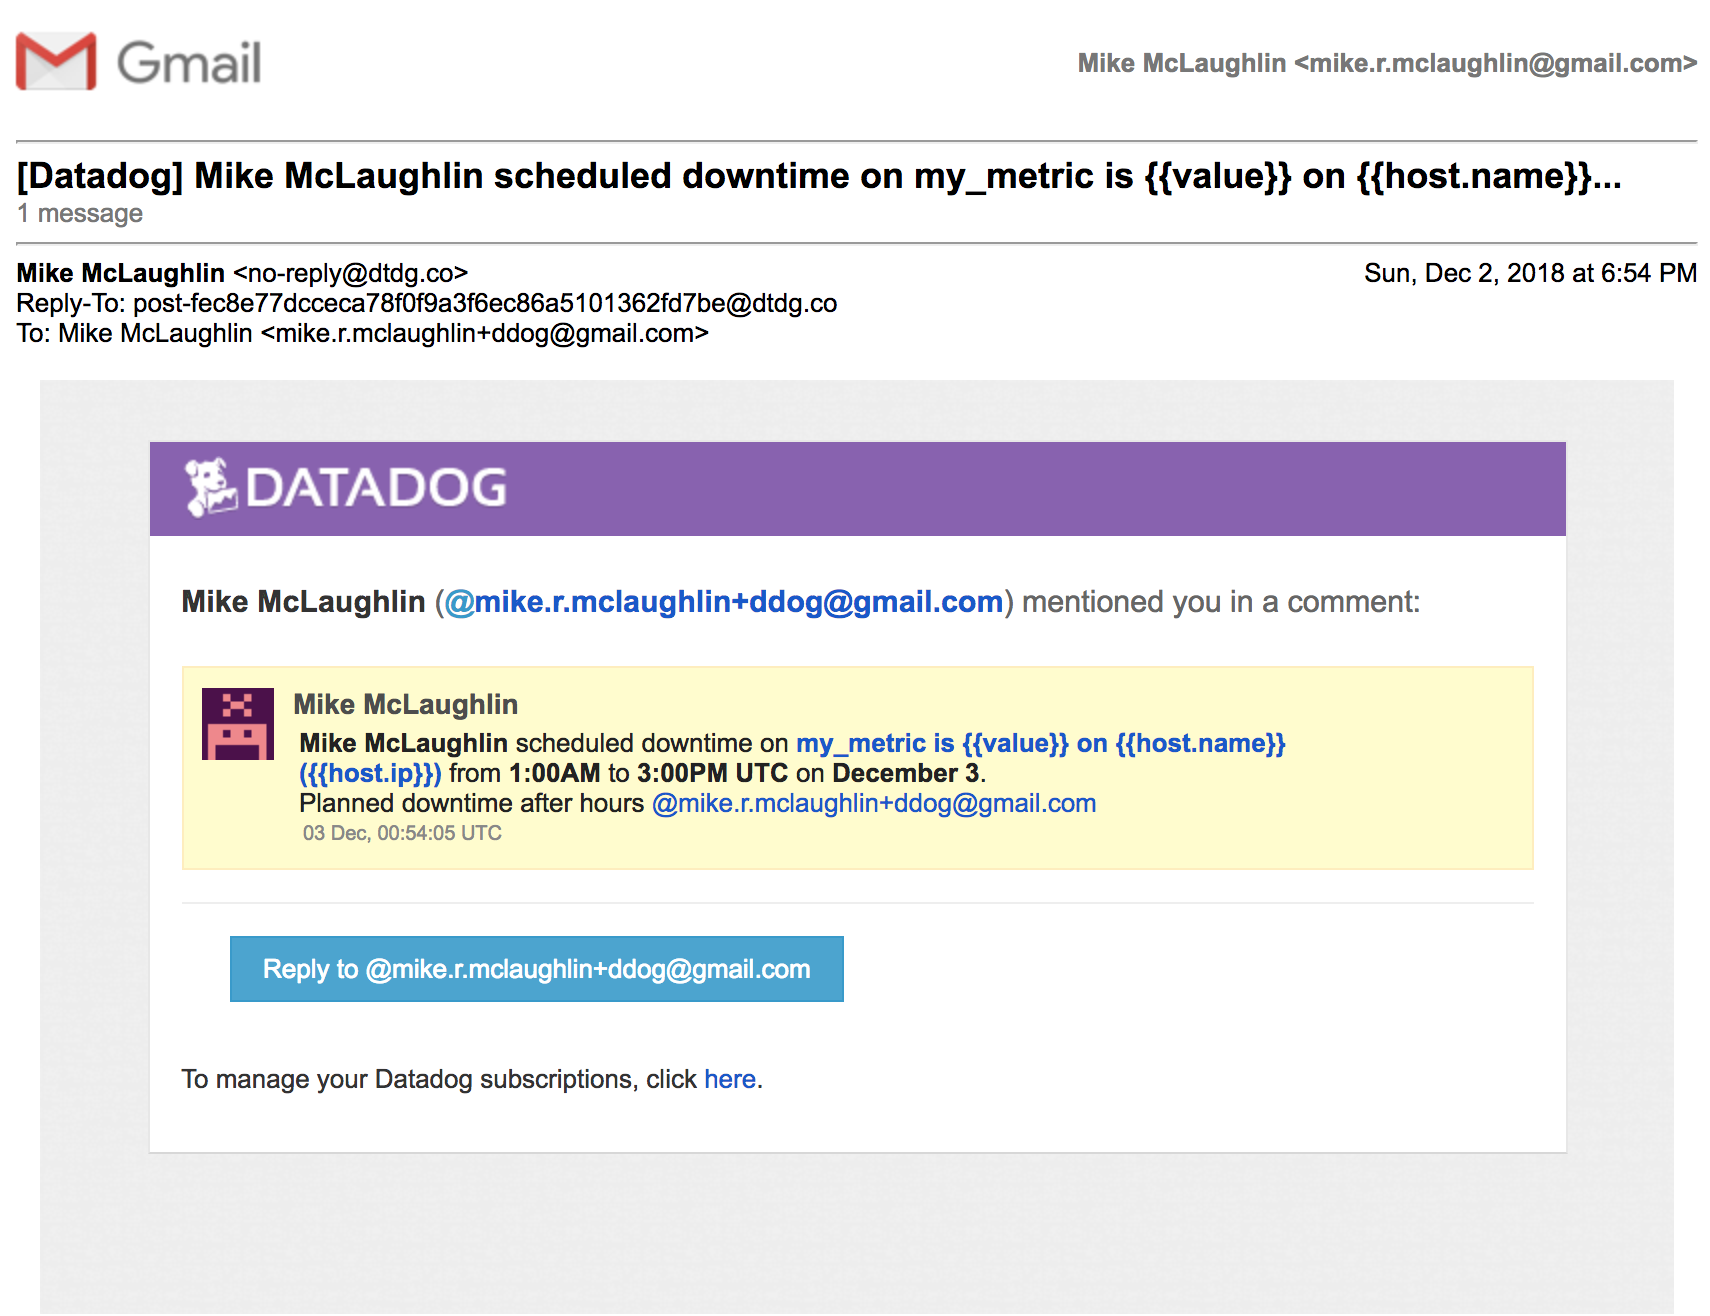 Gmail
Mike McLaughlin <mike.r.mclaughlin@gmail.com>
[Datadog] Mike McLaughlin scheduled downtime on my_metric is {{value}} on {{host.name}}...
1 message
Mike McLaughlin <no-reply@dtdg.co>
Sun, Dec 2, 2018 at 6:54 PM
Reply-To: post-fec8e77dcceca78f0f9a3f6ec86a5101362fd7be@dtdg.co
To: Mike McLaughlin <mike.r.mclaughlin+ddog@gmail.com>
DATADOG
Mike McLaughlin (@mike.r.mclaughlin+ddog@gmail.com) mentioned you in a comment:
Mike McLaughlin
Mike McLaughlin scheduled downtime on my_metric is {{value}} on {{host.name}}
({{host.ip}}) from 1:00AM to 3:00PM UTC on December 3.
Planned downtime after hours @mike.r.mclaughlin+ddog@gmail.com
03 Dec, 00:54:05 UTC
Reply to @mike.r.mclaughlin+ddog@gmail.com
To manage your Datadog subscriptions, click here.